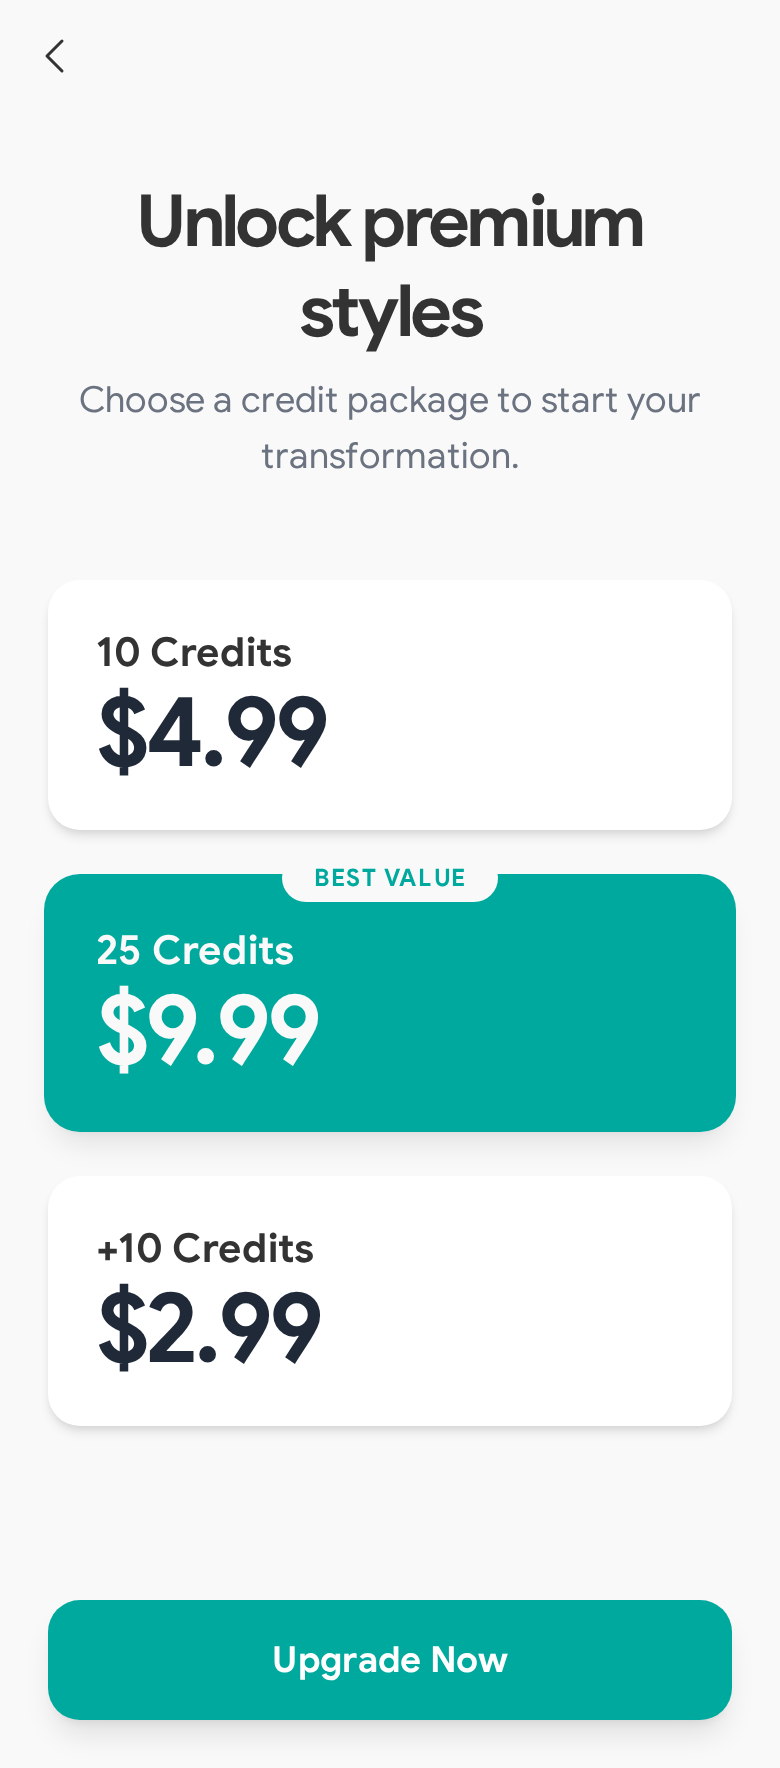 Unlock premium
styles
Choose a credit package to start your
transformation.
10 Credits
$4.99
BEST VALUE
25 Credits
$9.99
+10 Credits
$2.99
Upgrade Now